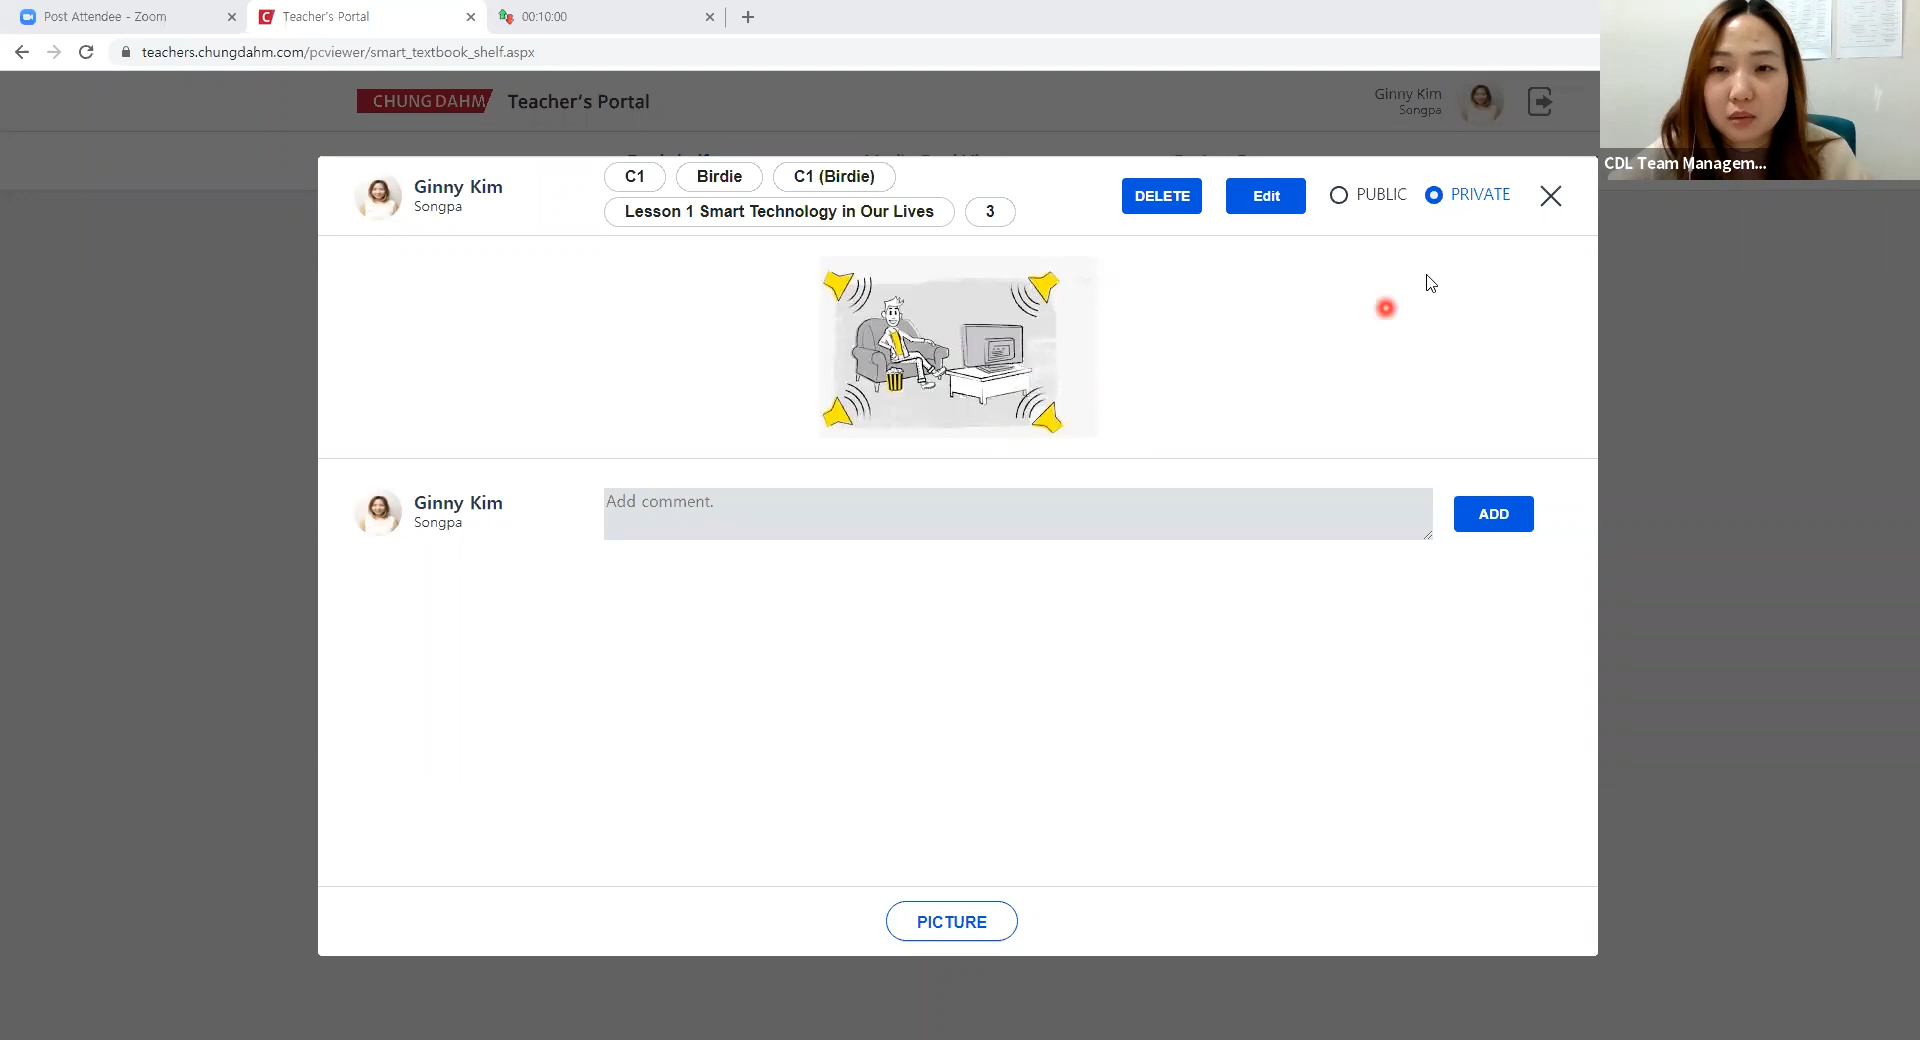 Post Attendee - Zoom
Teacher's Portal
00:10:00
teachers.chungdahm.com/pcviewer/smart_textbook_shelf.aspx
CHUNGDAHM Teacher's Portal
Ginny Kim
Songpa
CDL Team Managem...
Ginny Kim
Songpa
C1 Birdie C1 (Birdie)
Lesson 1 Smart Technology in Our Lives 3
DELETE Edit PUBLIC PRIVATE
Ginny Kim
Songpa
Add comment.
ADD
PICTURE